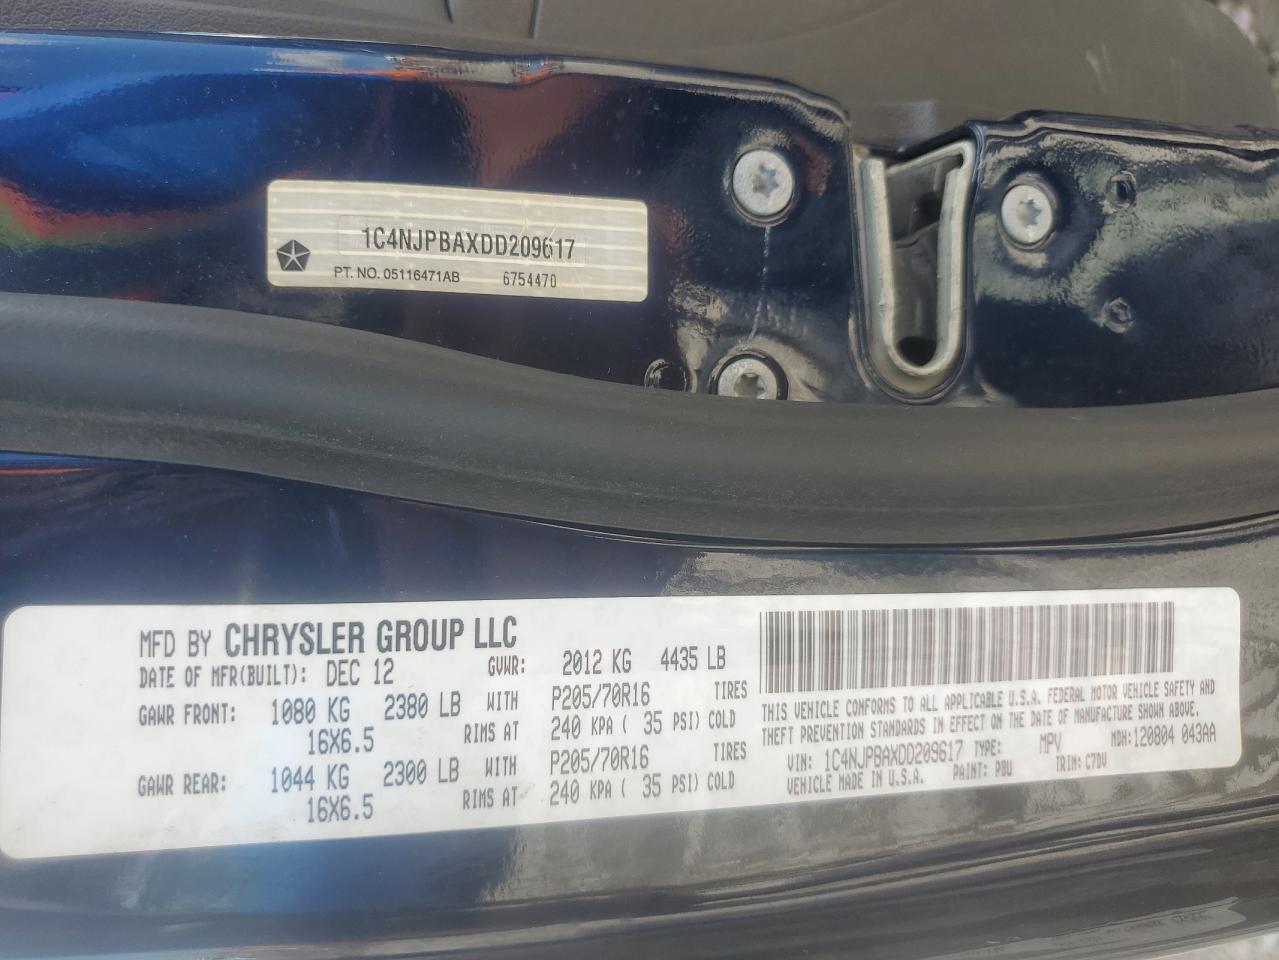 1C4NJPBAXDD209617
PT. NO. 05116471AB 6754470
MFD BY CHRYSLER GROUP LLC
DATE OF MFR(BUILT): DEC 12 GVWR: 2012 KG 4435 LB
GAWR FRONT: 1080 KG 2380 LB WITH P205/70R16 TIRES
16X6.5 RIMS AT 240 KPA ( 35 PSI) COLD
GAWR REAR: 1044 KG 2300 LB WITH P205/70R16 TIRES
16X6.5 RIMS AT 240 KPA ( 35 PSI) COLD
THIS VEHICLE CONFORMS TO ALL APPLICABLE U.S.A. FEDERAL MOTOR VEHICLE SAFETY AND
THEFT PREVENTION STANDARDS IN EFFECT ON THE DATE OF MANUFACTURE SHOWN ABOVE.
VIN: 1C4NJPBAXDD209617 TYPE: MPV MDH: 120804 043AA
VEHICLE MADE IN U.S.A. PAINT: PBU TRIM: C7DV